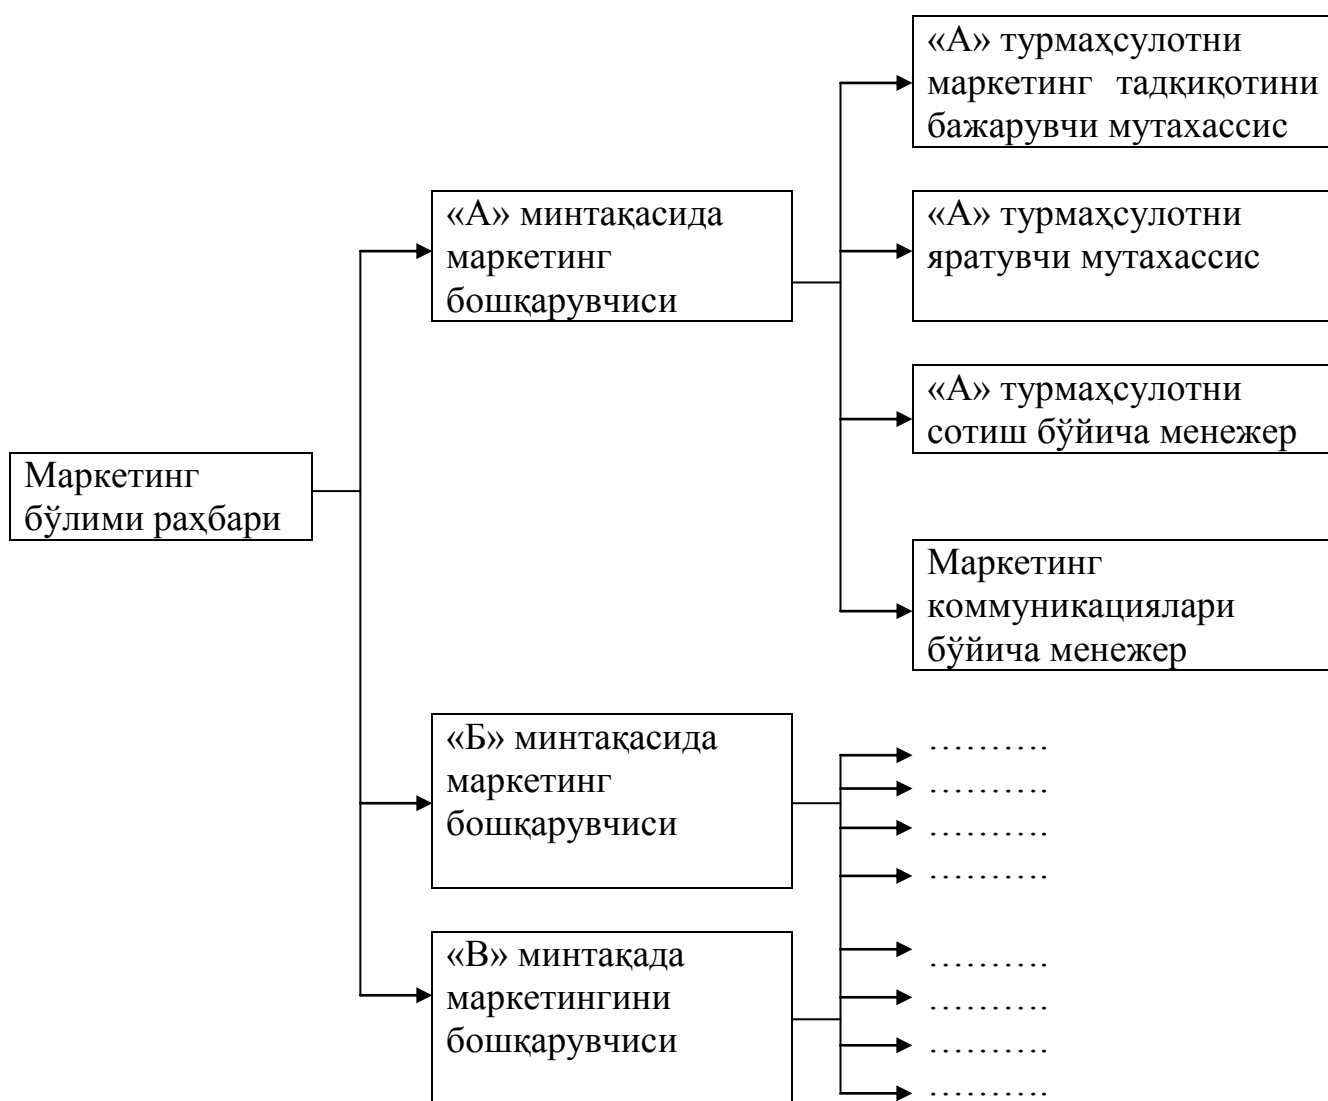 «А» турмаҳсулотни
маркетинг тадқиқотини
бажарувчи мутахассис
«А» минтақасида
маркетинг
бошқарувчиси
«А» турмаҳсулотни
яратувчи мутахассис
«А» турмаҳсулотни
сотиш бўйича менежер
Маркетинг
бўлими раҳбари
Маркетинг
коммуникациялари
бўйича менежер
«Б» минтақасида
маркетинг
бошқарувчиси
……….
……….
……….
……….
«В» минтақада
маркетингини
бошқарувчиси
……….
……….
……….
……….